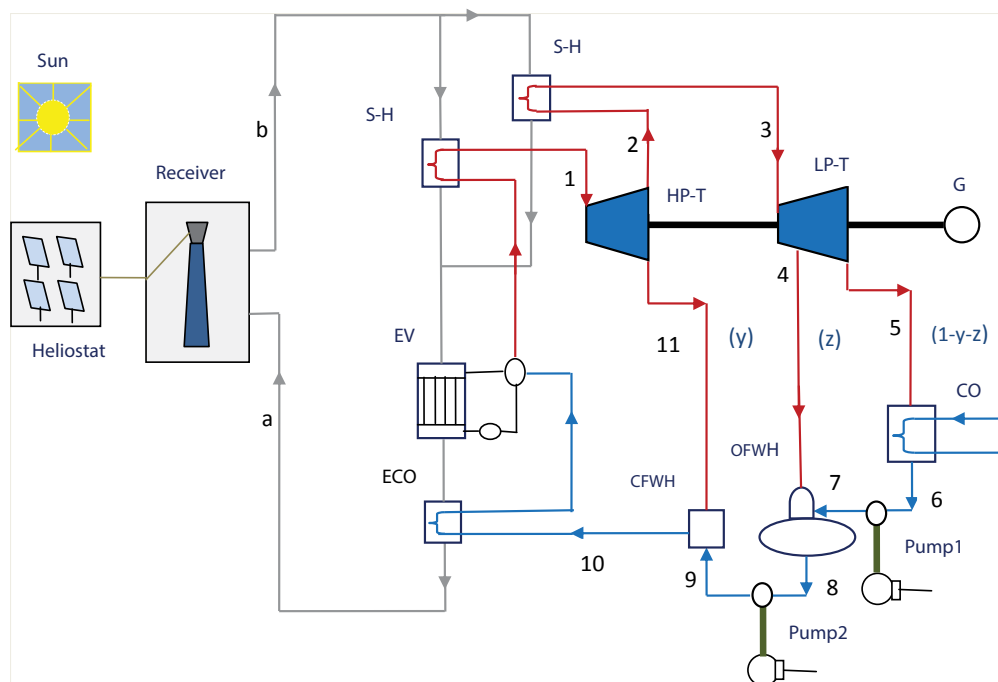 S-H
Sun
S-H
b
2
3
LP-T
Receiver
1
HP-T
G
4
EV
11
(y)
(z)
5
(1-y-z)
Heliostat
a
CO
OFWH
ECO
CFWH
7
6
Pump1
10
9
8
Pump2